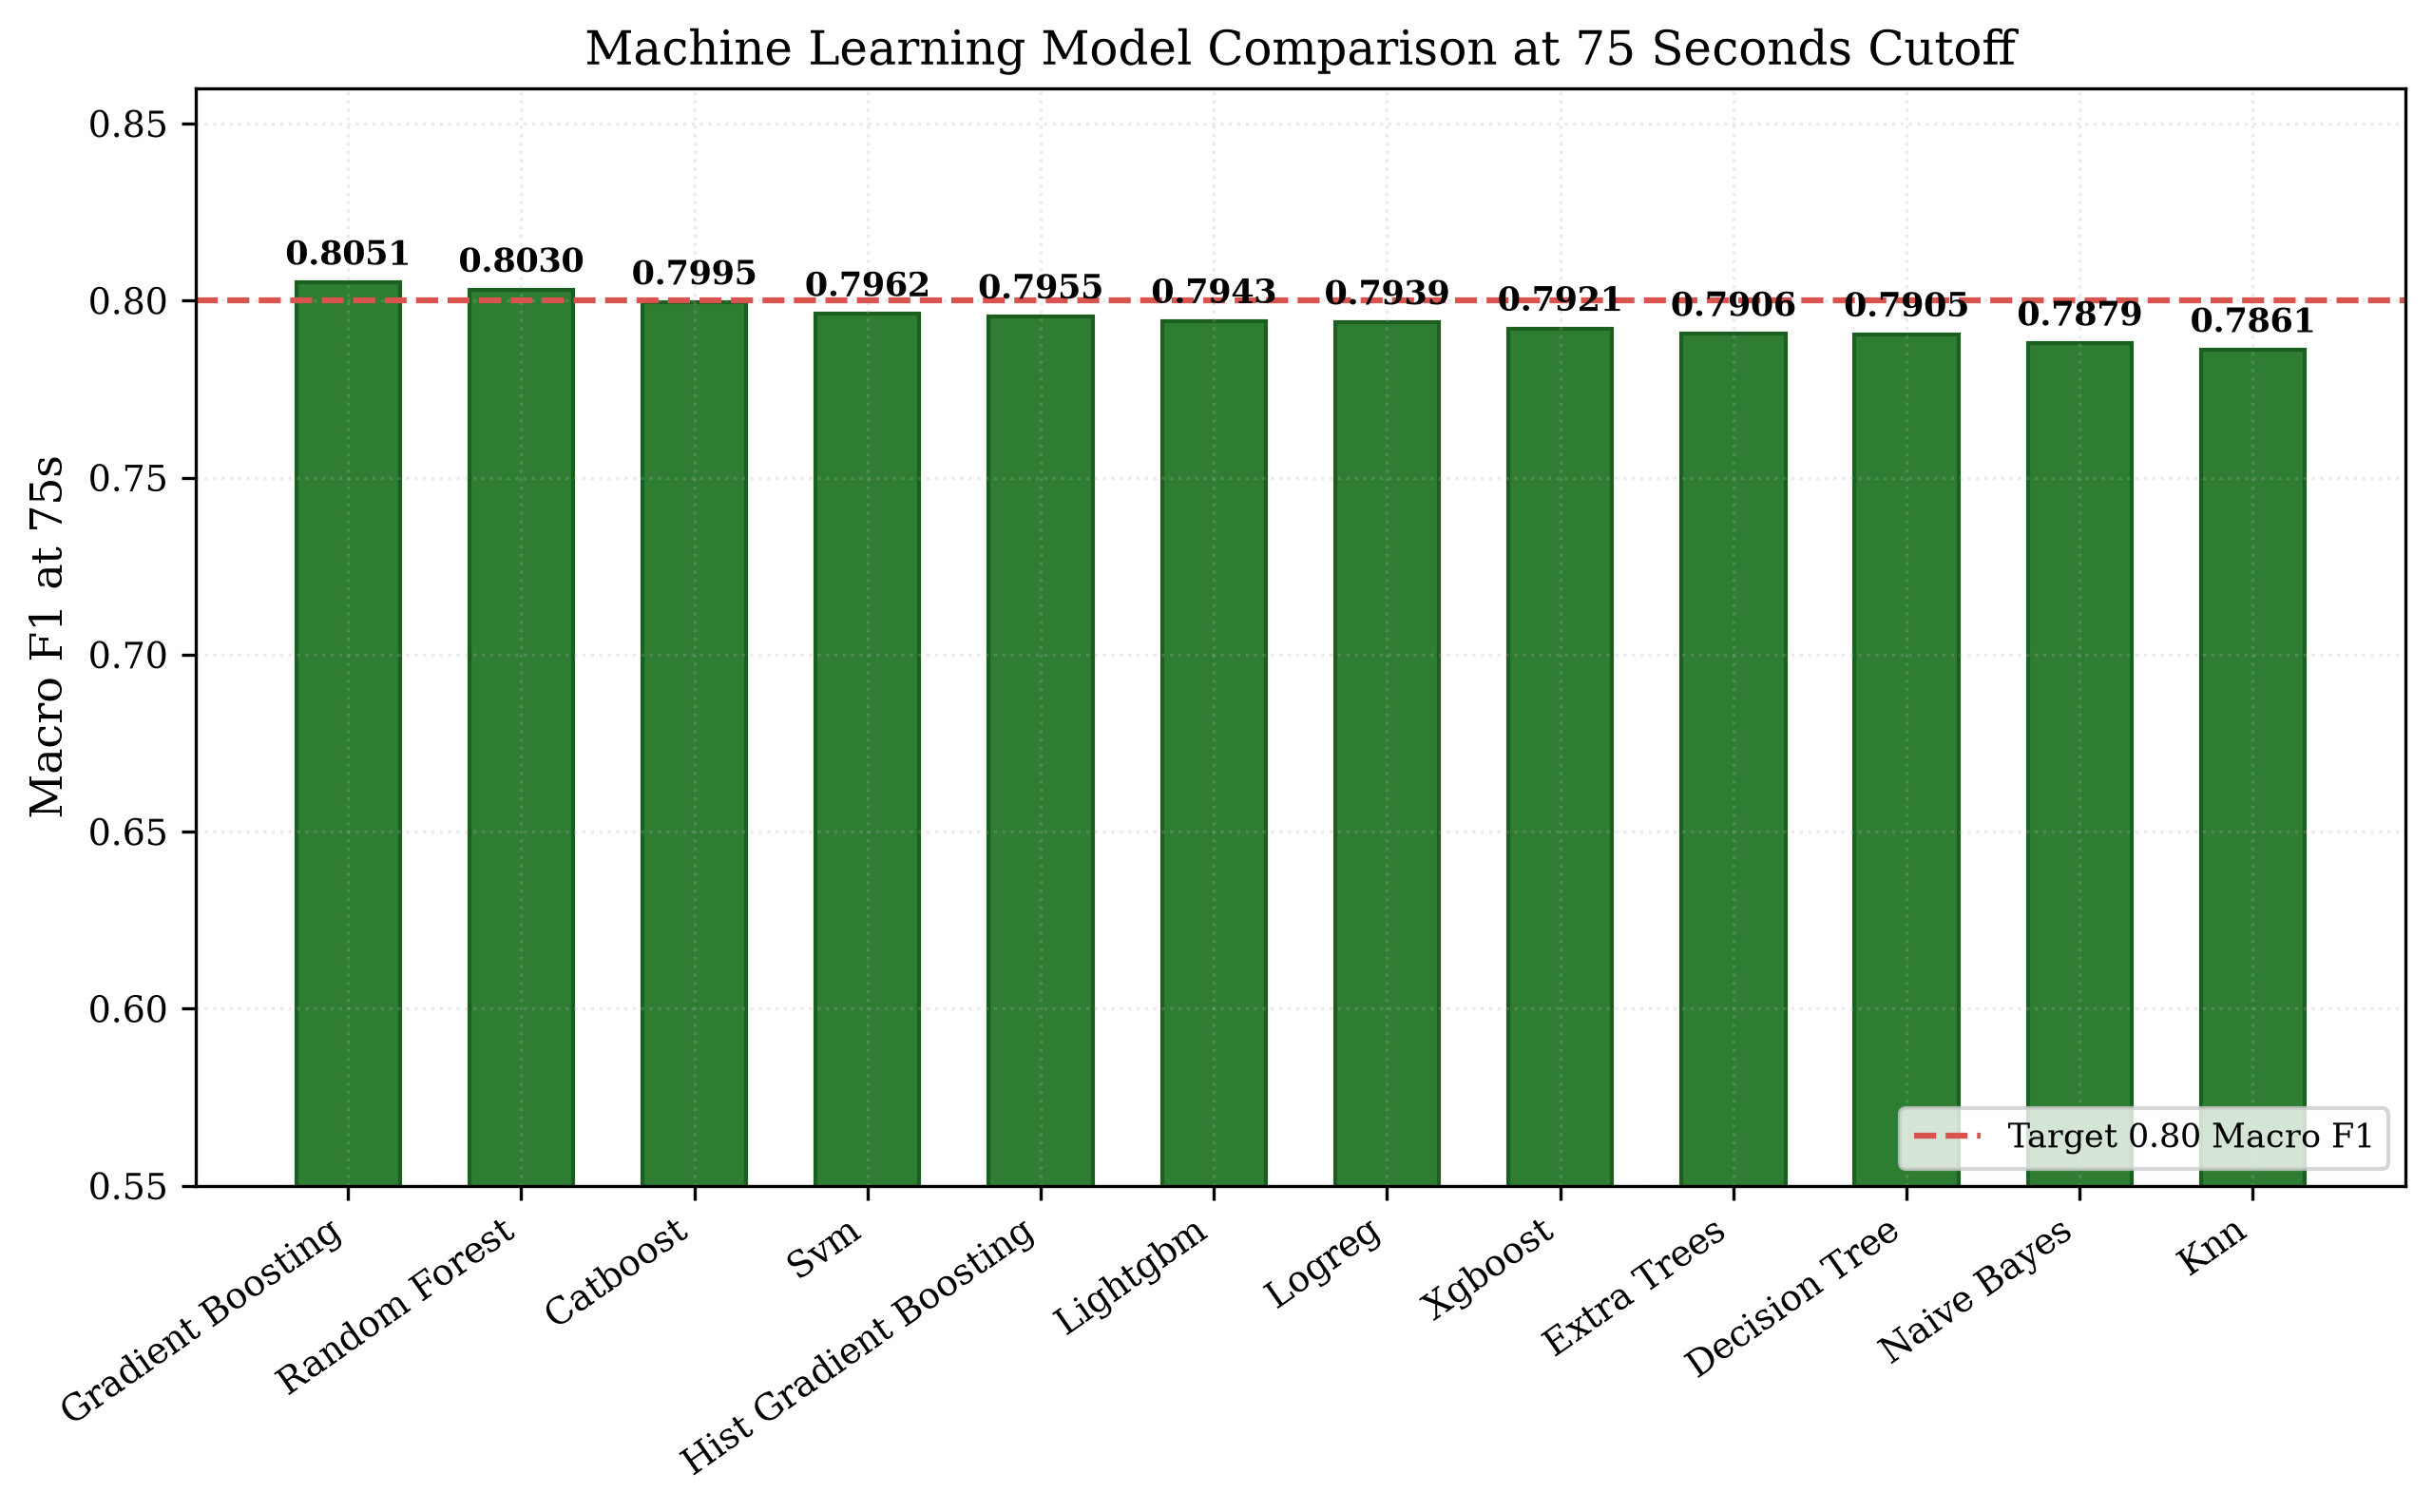 Machine Learning Model Comparison at 75 Seconds Cutoff
Macro F1 at 75s
0.85
0.80
0.75
0.70
0.65
0.60
0.55
0.8051
0.8030
0.7995
0.7962
0.7955
0.7943
0.7939
0.7921
0.7906
0.7905
0.7879
0.7861
Target 0.80 Macro F1
Gradient Boosting
Random Forest
Catboost
Svm
Hist Gradient Boosting
Lightgbm
Logreg
Xgboost
Extra Trees
Decision Tree
Naive Bayes
Knn